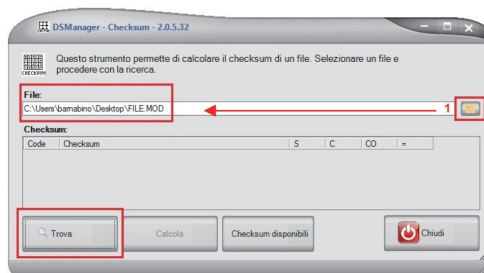 DSManager - Checksum - 2.0.5.32
CHECKSUM
Questo strumento permette di calcolare il checksum di un file. Selezionare un file e
procedere con la ricerca.
File:
C:\Users\barnabino\Desktop\FILE.MOD
1
Checksum:
Code Checksum S C CO =
Trova Calcola Checksum disponibili Chiudi